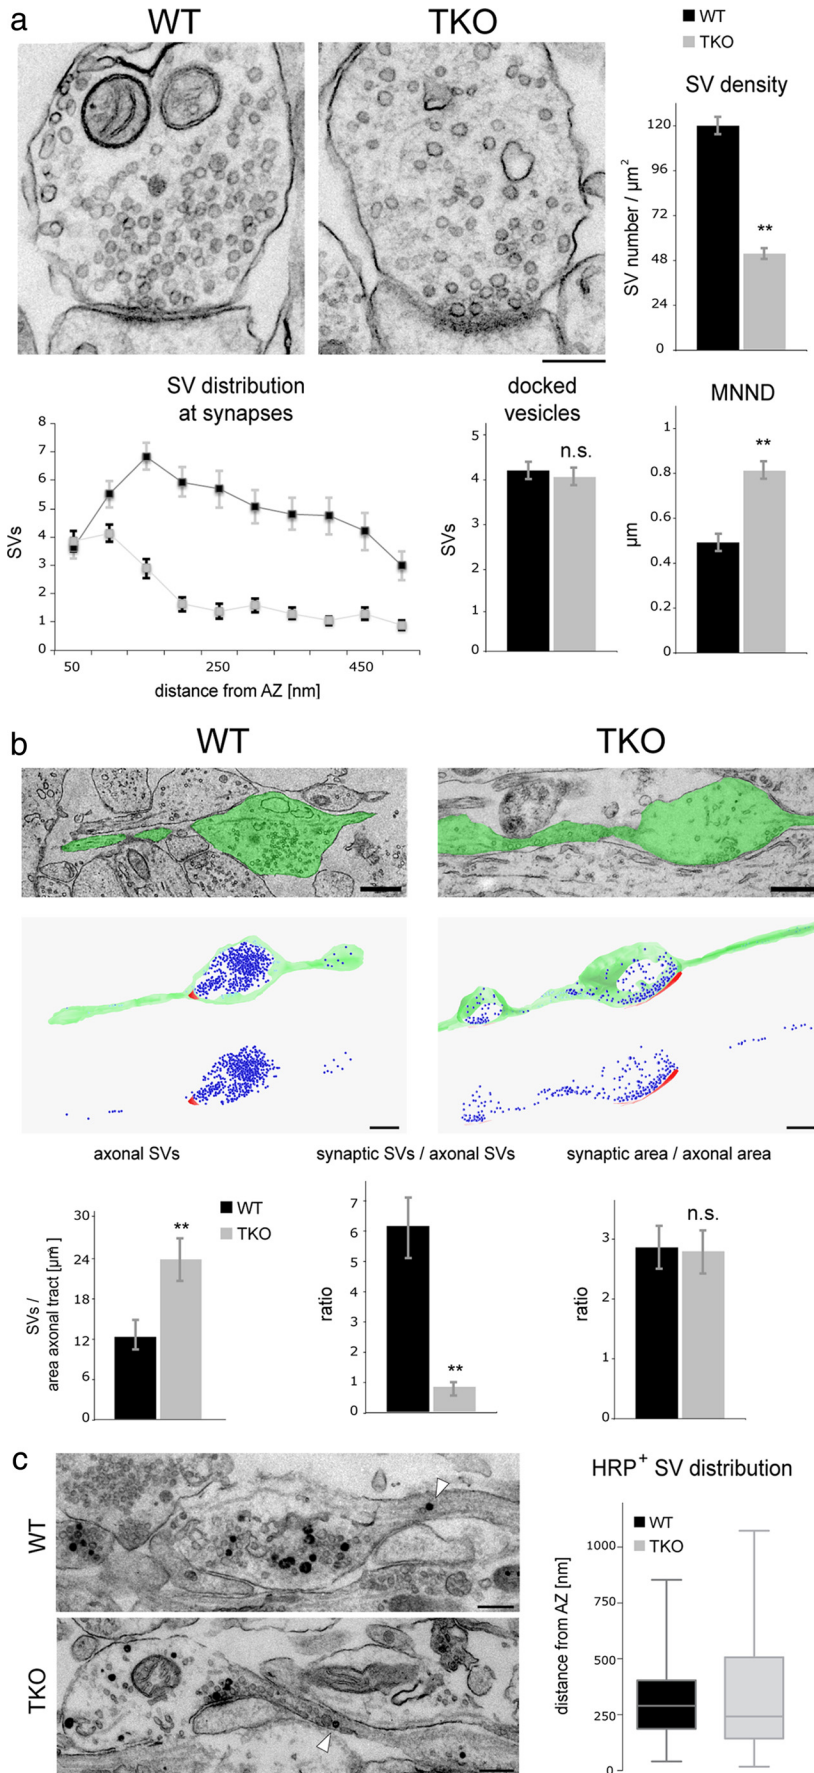 a
WT
TKO
WT
TKO
SV density
120
96
72
48
24
0
SV number / µm²
**
SV distribution
at synapses
8
7
6
5
4
3
2
1
0
SVs
50
250
450
distance from AZ [nm]
docked
vesicles
5
4
3
2
1
0
SVs
n.s.
MNND
1
0.8
0.6
0.4
0.2
0
µm
**
b
WT
TKO
axonal SVs
synaptic SVs / axonal SVs
synaptic area / axonal area
WT
TKO
30
24
18
12
6
0
SVs /
area axonal tract [µm²]
**
7
6
5
4
3
2
1
0
ratio
**
3
2
1
0
ratio
n.s.
c
WT
TKO
HRP⁺ SV distribution
WT
TKO
1000
750
500
250
0
distance from AZ [nm]